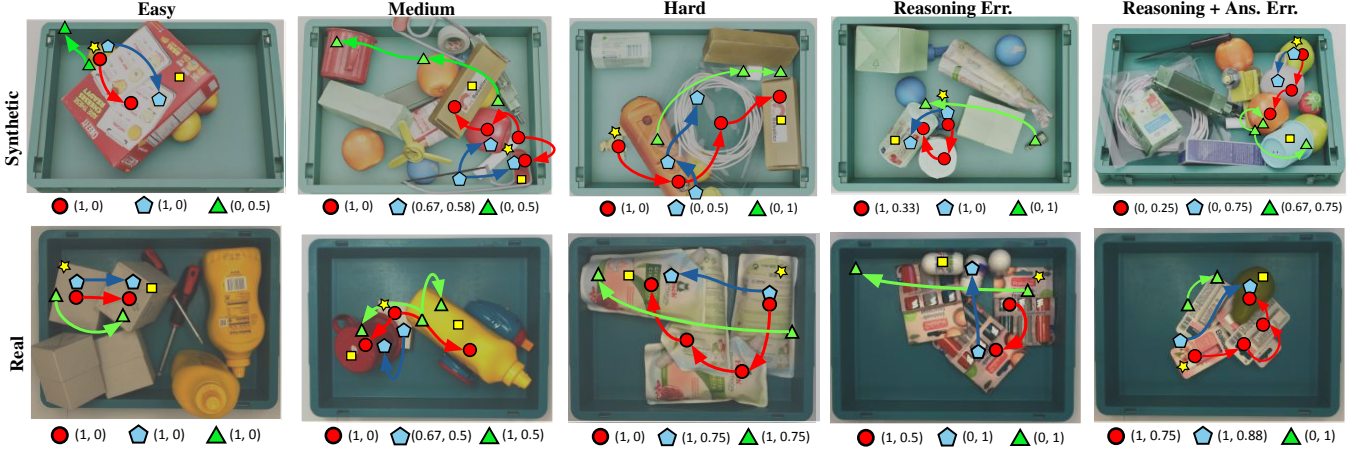 Easy Medium Hard Reasoning Err. Reasoning + Ans. Err.
Synthetic
(1, 0) (1, 0) (0, 0.5) (1, 0) (0.67, 0.58) (0, 0.5) (1, 0) (0, 0.5) (0, 1) (1, 0.33) (1, 0) (0, 1) (0, 0.25) (0, 0.75) (0.67, 0.75)
Real
(1, 0) (1, 0) (1, 0) (1, 0) (0.67, 0.5) (1, 0.5) (1, 0) (1, 0.75) (1, 0.75) (1, 0.5) (0, 1) (0, 1) (1, 0.75) (1, 0.88) (0, 1)